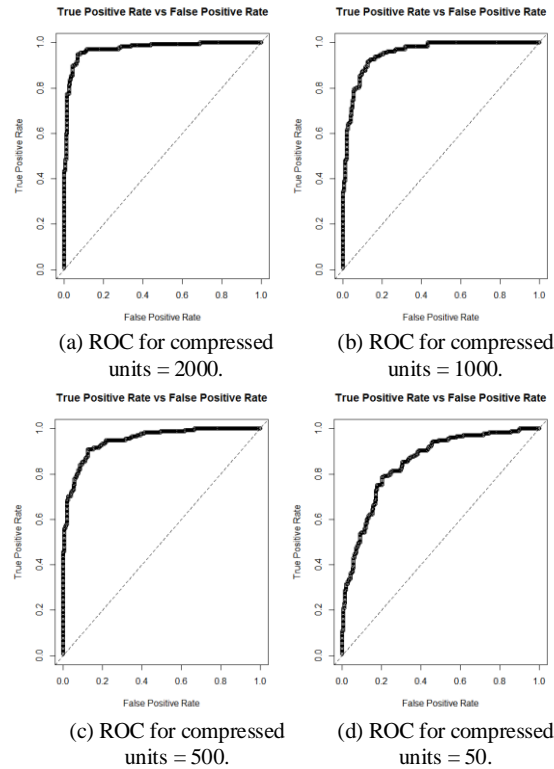 True Positive Rate vs False Positive Rate
True Positive Rate
0.0 0.2 0.4 0.6 0.8 1.0
0.0 0.2 0.4 0.6 0.8 1.0
False Positive Rate
(a) ROC for compressed
units = 2000.
True Positive Rate vs False Positive Rate
True Positive Rate
0.0 0.2 0.4 0.6 0.8 1.0
0.0 0.2 0.4 0.6 0.8 1.0
False Positive Rate
(b) ROC for compressed
units = 1000.
True Positive Rate vs False Positive Rate
True Positive Rate
0.0 0.2 0.4 0.6 0.8 1.0
0.0 0.2 0.4 0.6 0.8 1.0
False Positive Rate
(c) ROC for compressed
units = 500.
True Positive Rate vs False Positive Rate
True Positive Rate
0.0 0.2 0.4 0.6 0.8 1.0
0.0 0.2 0.4 0.6 0.8 1.0
False Positive Rate
(d) ROC for compressed
units = 50.